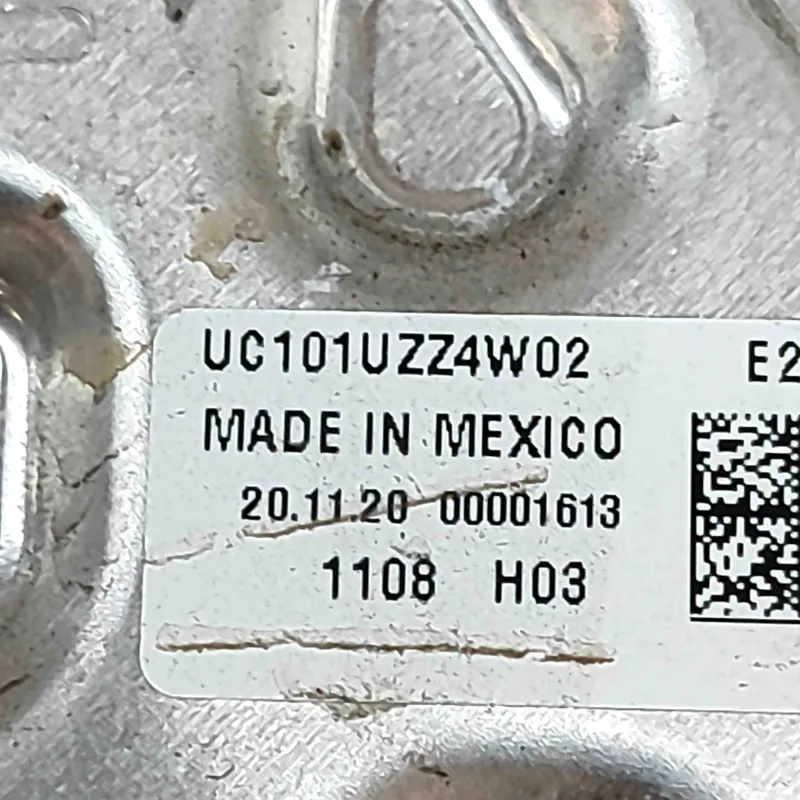 UC101UZZ4W02 E2
MADE IN MEXICO
20.11.20 00001613
1108 H03